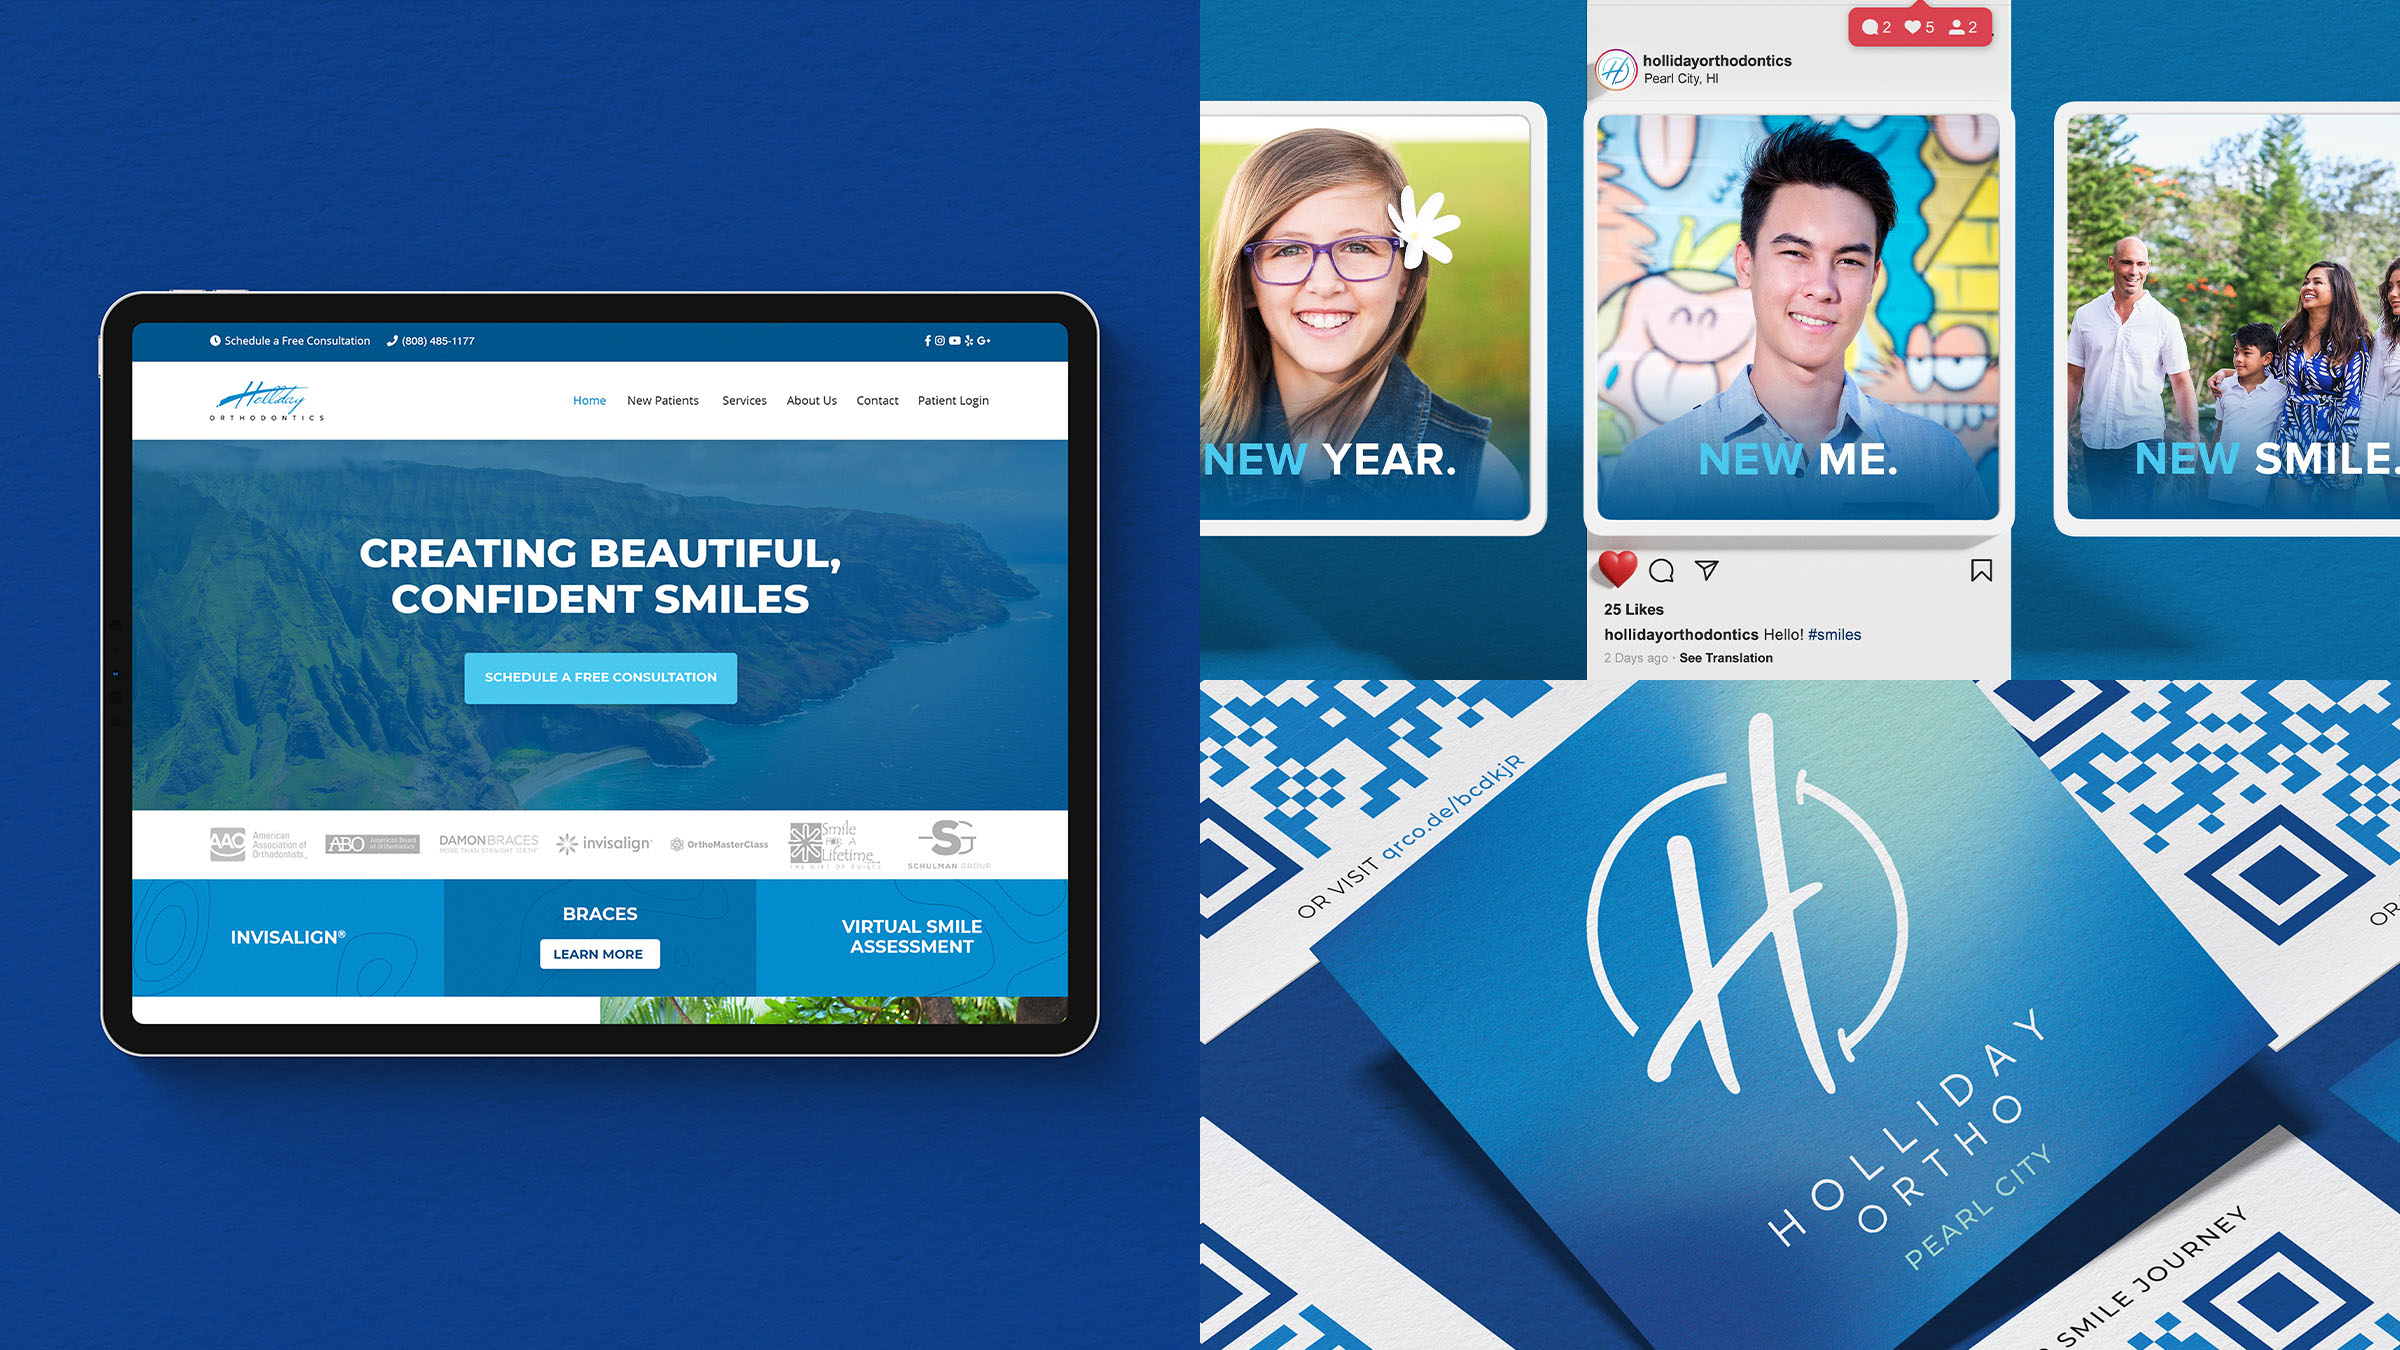 Schedule a Free Consultation
(808) 485-1177
Holliday
ORTHODONTICS
Home
New Patients
Services
About Us
Contact
Patient Login
CREATING BEAUTIFUL,
CONFIDENT SMILES
SCHEDULE A FREE CONSULTATION
AAO
American
Association of
Orthodontists
ABO
American Board
of Orthodontics
DAMONBRACES
MORE THAN STRAIGHT TEETH
invisalign
OrthoMasterClass
Smile
FOR A
Lifetime
THE GIFT OF SMILES
SG
SCHULMAN GROUP
INVISALIGN®
BRACES
LEARN MORE
VIRTUAL SMILE
ASSESSMENT
2 5 2
hollidayorthodontics
Pearl City, HI
NEW YEAR.
NEW ME.
NEW SMILE.
25 Likes
hollidayorthodontics Hello! #smiles
2 Days ago · See Translation
OR VISIT qrco.de/bcdkjR
H
HOLLIDAY
ORTHO
PEARL CITY
OR
SMILE JOURNEY